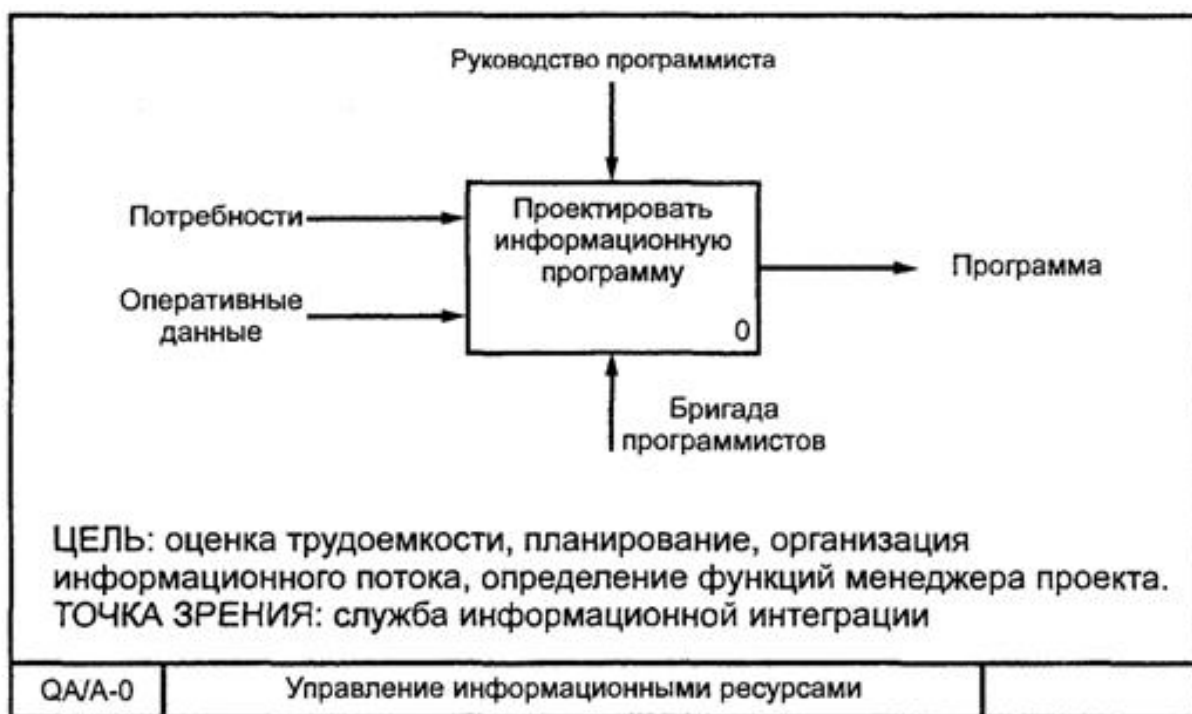 Руководство программиста
Потребности
Проектировать
информационную
программу
Программа
Оперативные
данные
0
Бригада
программистов
ЦЕЛЬ: оценка трудоемкости, планирование, организация
информационного потока, определение функций менеджера проекта.
ТОЧКА ЗРЕНИЯ: служба информационной интеграции
QA/A-0
Управление информационными ресурсами